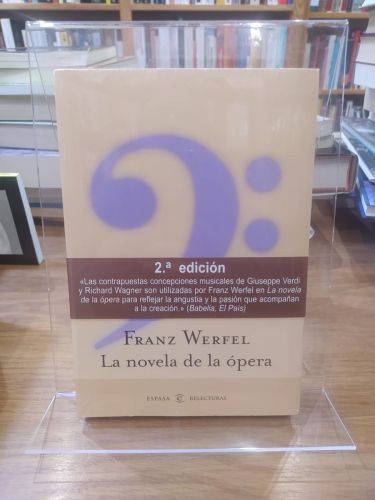 2.ª edición
«Las contrapuestas concepciones musicales de Giuseppe Verdi
y Richard Wagner son utilizadas por Franz Werfel en La novela
de la ópera para reflejar la angustia y la pasión que acompañan
a la creación.» (Babelia, El País)
FRANZ WERFEL
La novela de la ópera
ESPASA RELECTURAS